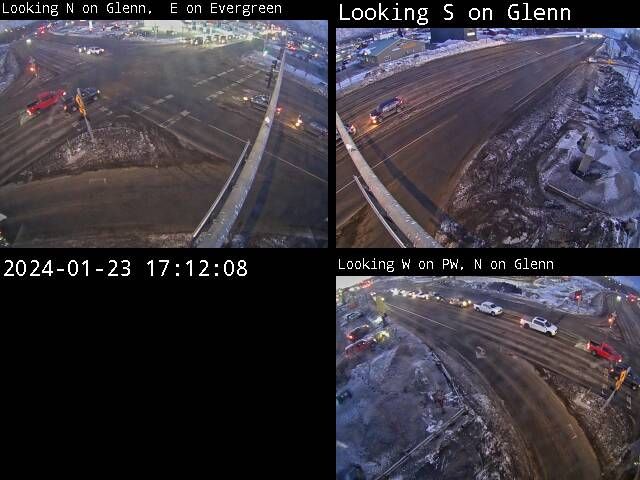 Looking N on Glenn, E on Evergreen
Looking S on Glenn
2024-01-23 17:12:08
Looking W on PW, N on Glenn